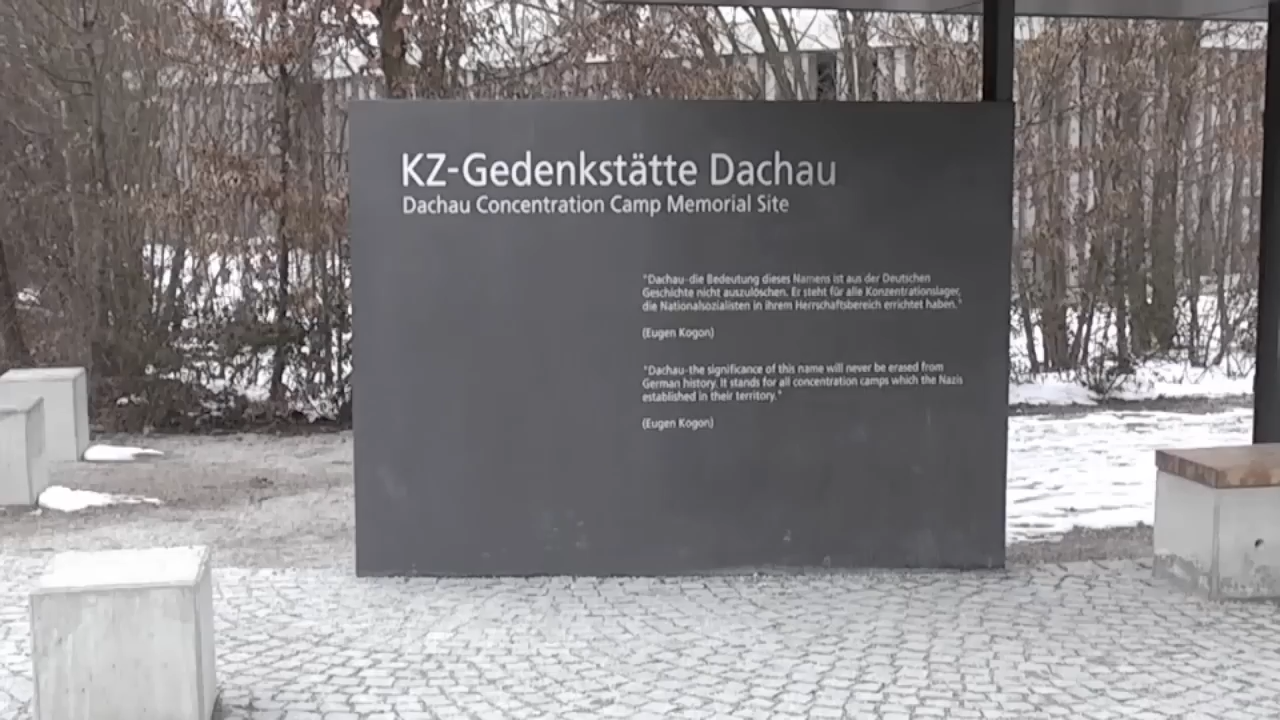 KZ-Gedenkstätte Dachau
Dachau Concentration Camp Memorial Site
"Dachau-die Bedeutung dieses Namens ist aus der Deutschen
Geschichte nicht auszulöschen. Er steht für alle Konzentrationslager,
die Nationalsozialisten in ihrem Herrschaftsbereich errichtet haben."
(Eugen Kogon)
"Dachau-the significance of this name will never be erased from
German history. It stands for all concentration camps which the Nazis
established in their territory."
(Eugen Kogon)